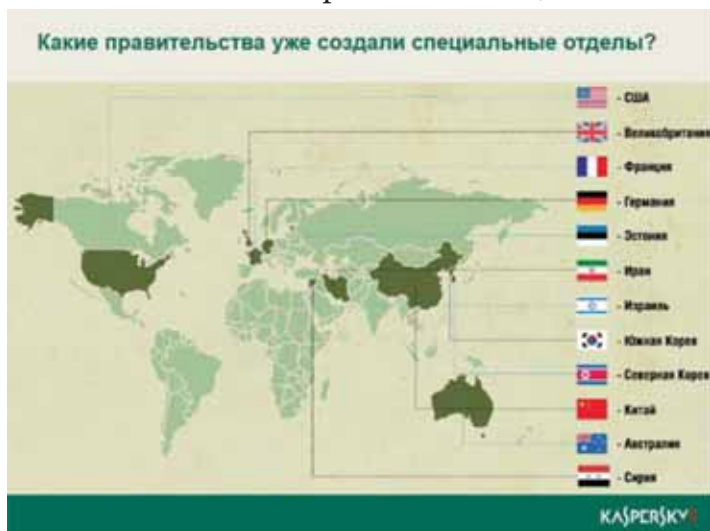 Какие правительства уже создали специальные отделы?
- США
- Великобритания
- Франция
- Германия
- Эстония
- Иран
- Израиль
- Южная Корея
- Северная Корея
- Китай
- Австралия
- Сирия
KASPERSKY